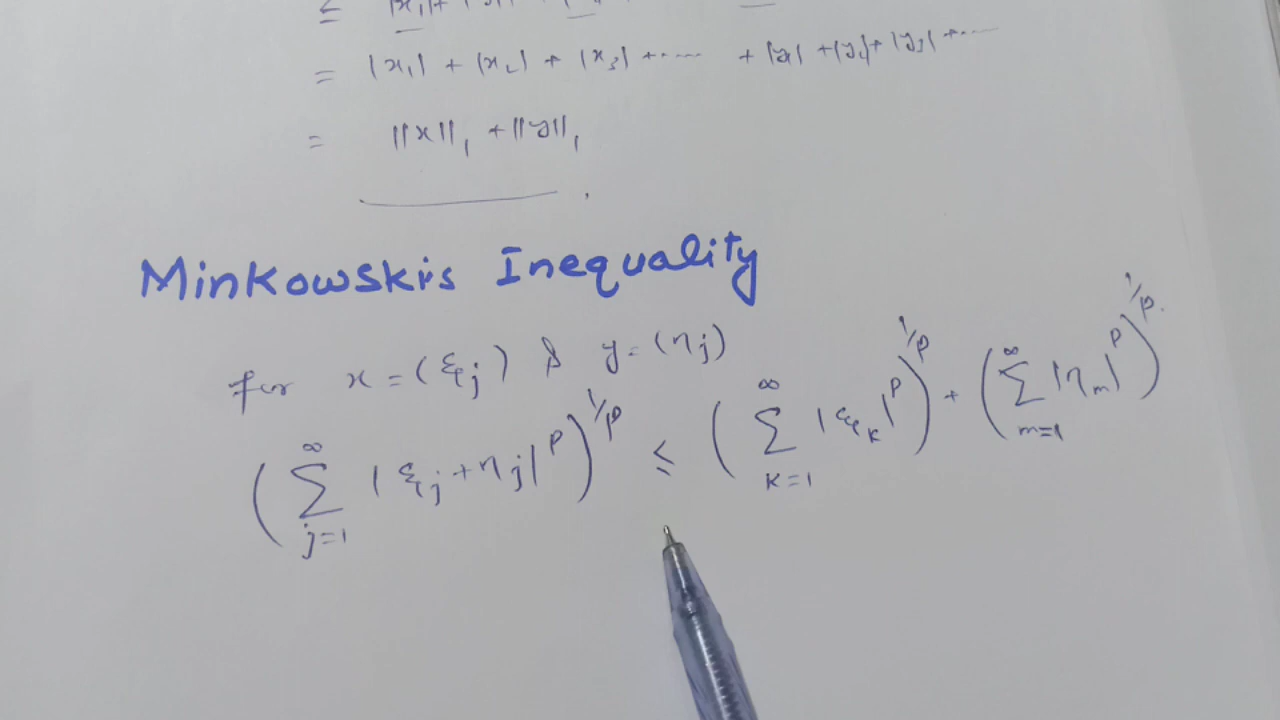 ≤ |x₁| +
= |x₁| + |x₂| + |x₃| + ..... + |y₁| + |y₂| + |y₃| + .....
= ||x||₁ + ||y||₁
Minkowskis Inequality
for x = (ξⱼ) & y = (ηⱼ)
(∑_{j=1}^{∞} |ξⱼ + ηⱼ|^p)^{1/p} ≤ (∑_{k=1}^{∞} |ξₖ|^p)^{1/p} + (∑_{m=1}^{∞} |ηₘ|^p)^{1/p}.